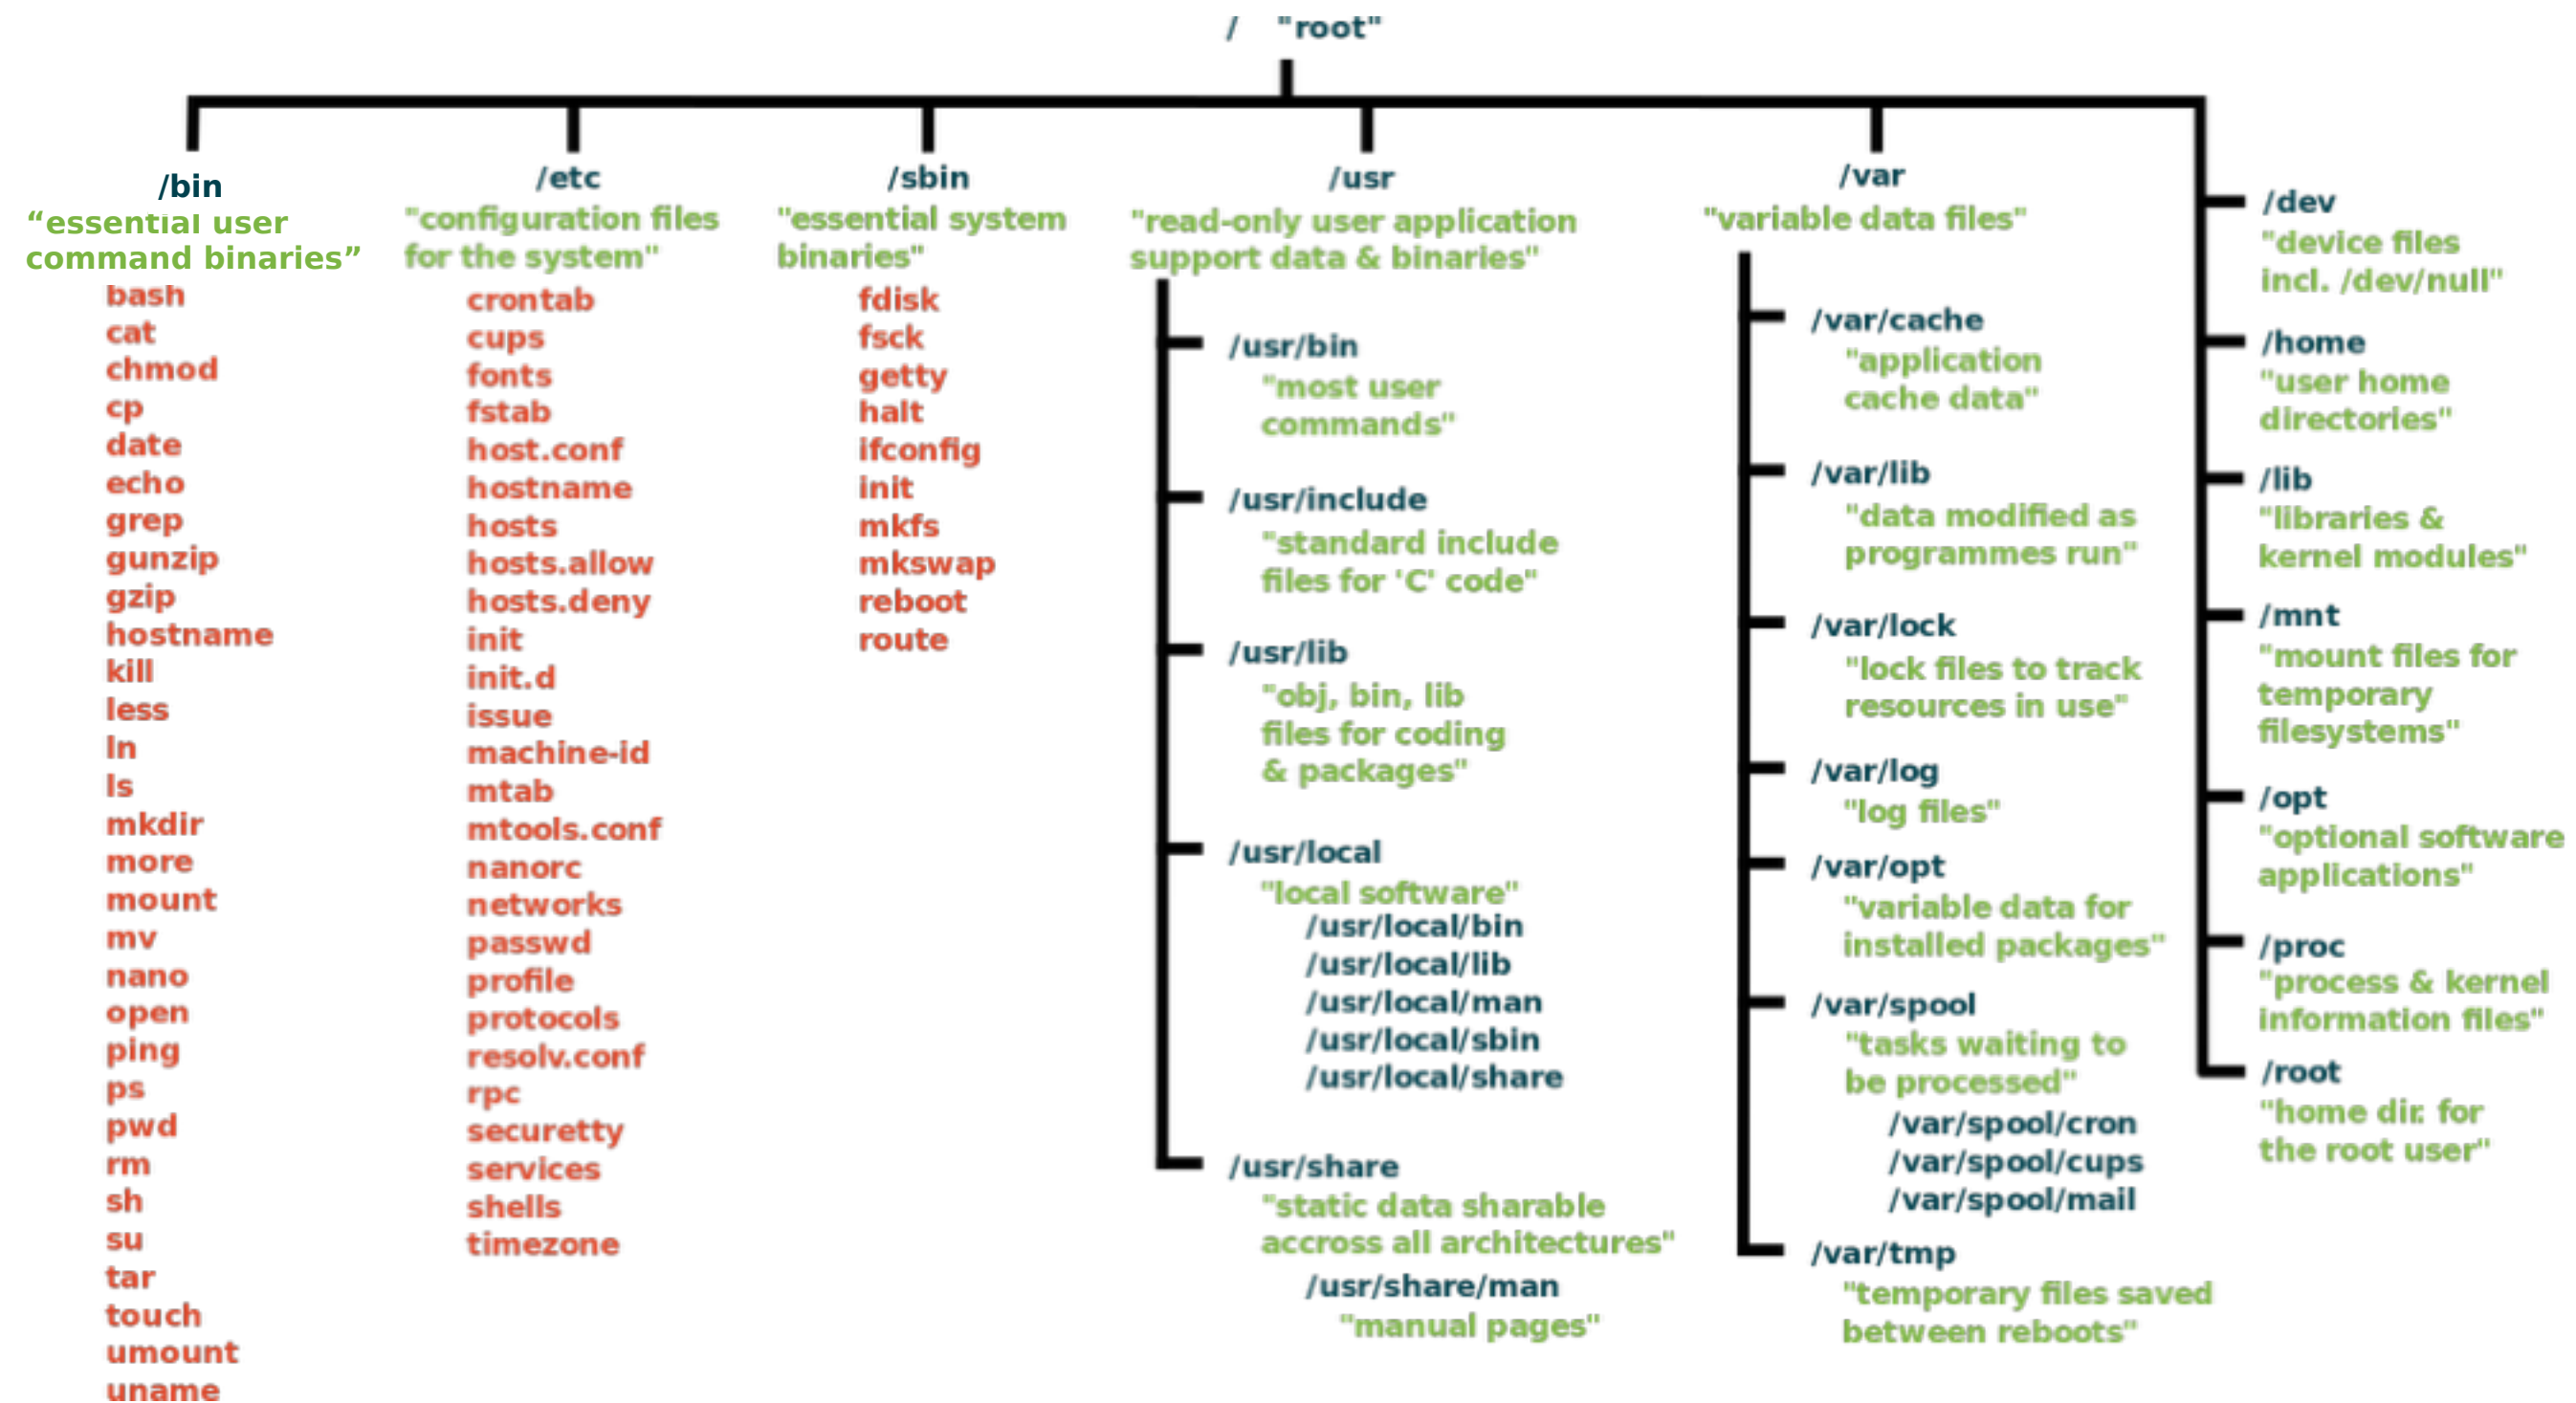 / "root"
/bin
“essential user
command binaries”
bash
cat
chmod
cp
date
echo
grep
gunzip
gzip
hostname
kill
less
ln
ls
mkdir
more
mount
mv
nano
open
ping
ps
pwd
rm
sh
su
tar
touch
umount
uname
/etc
"configuration files
for the system"
crontab
cups
fonts
fstab
host.conf
hostname
hosts
hosts.allow
hosts.deny
init
init.d
issue
machine-id
mtab
mtools.conf
nanorc
networks
passwd
profile
protocols
resolv.conf
rpc
securetty
services
shells
timezone
/sbin
"essential system
binaries"
fdisk
fsck
getty
halt
ifconfig
init
mkfs
mkswap
reboot
route
/usr
"read-only user application
support data & binaries"
/usr/bin
"most user
commands"
/usr/include
"standard include
files for 'C' code"
/usr/lib
"obj, bin, lib
files for coding
& packages"
/usr/local
"local software"
/usr/local/bin
/usr/local/lib
/usr/local/man
/usr/local/sbin
/usr/local/share
/usr/share
"static data sharable
accross all architectures"
/usr/share/man
"manual pages"
/var
"variable data files"
/var/cache
"application
cache data"
/var/lib
"data modified as
programmes run"
/var/lock
"lock files to track
resources in use"
/var/log
"log files"
/var/opt
"variable data for
installed packages"
/var/spool
"tasks waiting to
be processed"
/var/spool/cron
/var/spool/cups
/var/spool/mail
/var/tmp
"temporary files saved
between reboots"
/dev
"device files
incl. /dev/null"
/home
"user home
directories"
/lib
"libraries &
kernel modules"
/mnt
"mount files for
temporary
filesystems"
/opt
"optional software
applications"
/proc
"process & kernel
information files"
/root
"home dir. for
the root user"